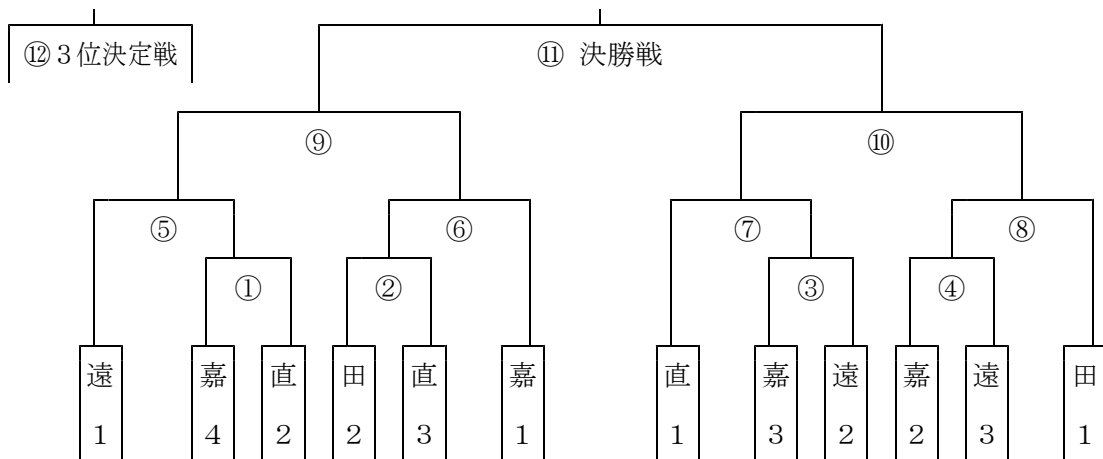 ⑫３位決定戦 ⑪ 決勝戦
⑨ ⑩
⑤ ⑥ ⑦ ⑧
① ② ③ ④
遠 嘉 直 田 直 嘉 直 嘉 遠 嘉 遠 田
１ ４ ２ ２ ３ １ １ ３ ２ ２ ３ １